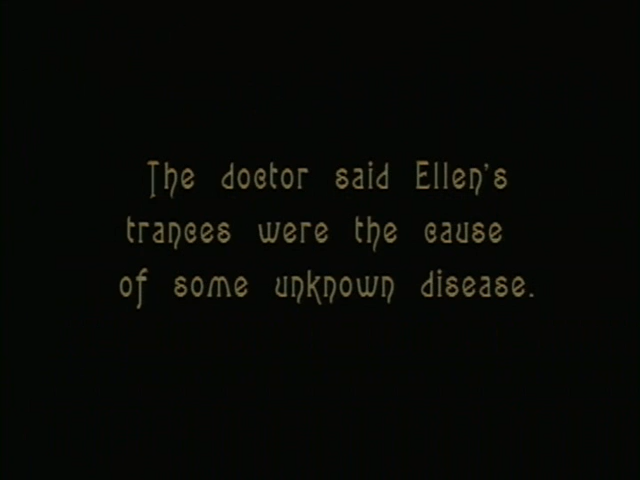 The doctor said Ellen's
trances were the cause
of some unknown disease.